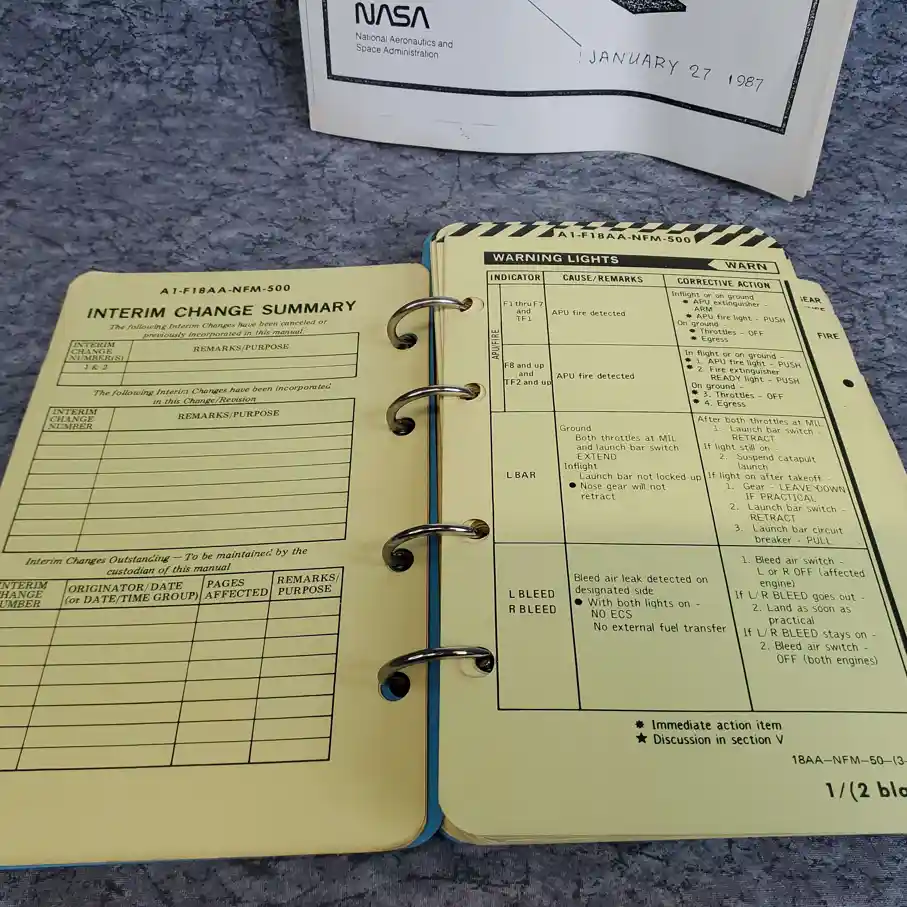 NASA
National Aeronautics and
Space Administration
JANUARY 27 1987
A1-F18AA-NFM-500
INTERIM CHANGE SUMMARY
The following Interim Changes have been canceled or
previously incorporated in this manual.
INTERIM
CHANGE
NUMBER(S)
REMARKS/PURPOSE
1 & 2
The following Interim Changes have been incorporated
in this Change/Revision
INTERIM
CHANGE
NUMBER
REMARKS/PURPOSE
Interim Changes Outstanding — To be maintained by the
custodian of this manual
INTERIM
CHANGE
NUMBER
ORIGINATOR/DATE
(or DATE/TIME GROUP)
PAGES
AFFECTED
REMARKS/
PURPOSE
A1-F18AA-NFM-500
WARNING LIGHTS
WARN
INDICATOR
CAUSE/REMARKS
CORRECTIVE ACTION
APU/FIRE
F1 thru F7
and
TF1
APU fire detected
Inflight or on ground
● APU extinguisher -
ARM
✱ APU fire light - PUSH
On ground
✱ Throttles - OFF
✱ Egress
F8 and up
and
TF2 and up
APU fire detected
In flight or on ground -
✱ 1. APU fire light - PUSH
✱ 2. Fire extinguisher
READY light - PUSH
On ground -
✱ 3. Throttles - OFF
✱ 4. Egress
L BAR
Ground
Both throttles at MIL
and launch bar switch
EXTEND
Inflight
Launch bar not locked up
● Nose gear will not
retract
After both throttles at MIL
1. Launch bar switch -
RETRACT
If light still on
2. Suspend catapult
launch
If light on after takeoff -
1. Gear - LEAVE DOWN
IF PRACTICAL
2. Launch bar switch -
RETRACT
3. Launch bar circuit
breaker - PULL
L BLEED
R BLEED
Bleed air leak detected on
designated side
● With both lights on -
NO ECS
No external fuel transfer
1. Bleed air switch -
L or R OFF (affected
engine)
If L/R BLEED goes out -
2. Land as soon as
practical
If L/R BLEED stays on -
2. Bleed air switch -
OFF (both engines)
✱ Immediate action item
★ Discussion in section V
18AA—NFM—50—(3-
1/(2 bla
FIRE